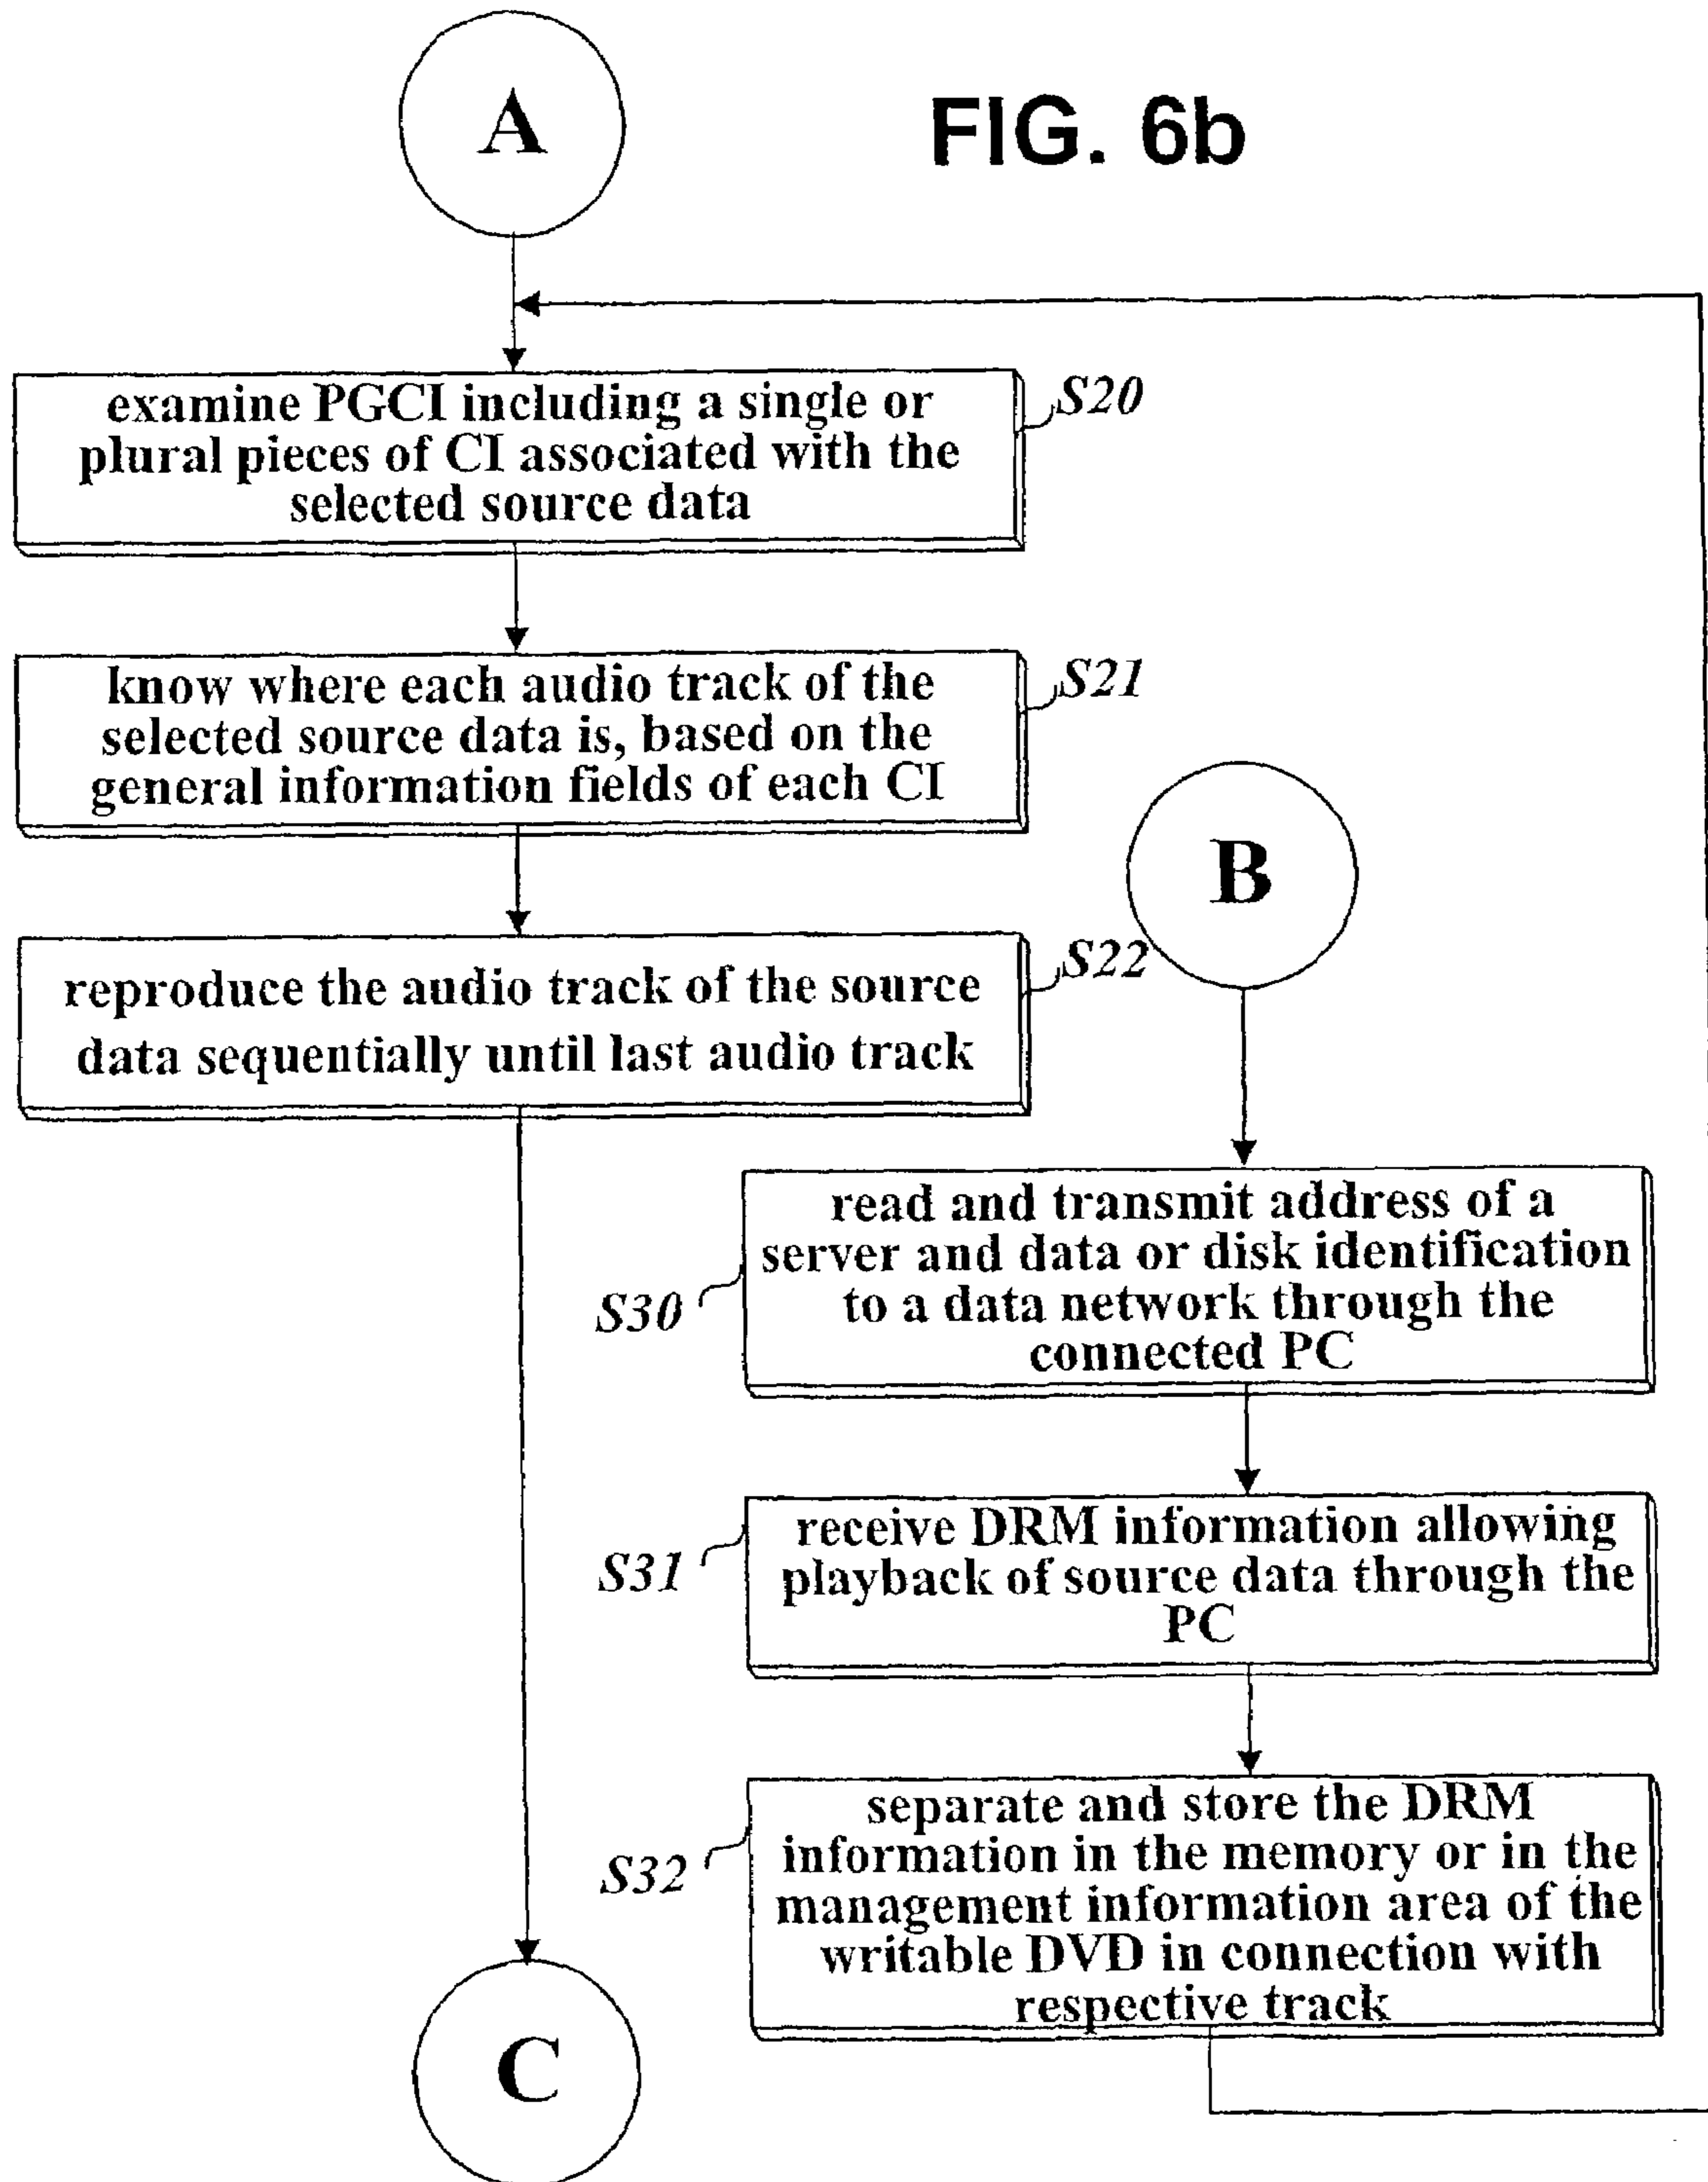 A
FIG. 6b
examine PGCI including a single or
plural pieces of CI associated with the
selected source data
S20
know where each audio track of the
selected source data is, based on the
general information fields of each CI
S21
reproduce the audio track of the source
data sequentially until last audio track
S22
B
read and transmit address of a
server and data or disk identification
to a data network through the
connected PC
S30
receive DRM information allowing
playback of source data through the
PC
S31
separate and store the DRM
information in the memory or in the
management information area of the
writable DVD in connection with
respective track
S32
C